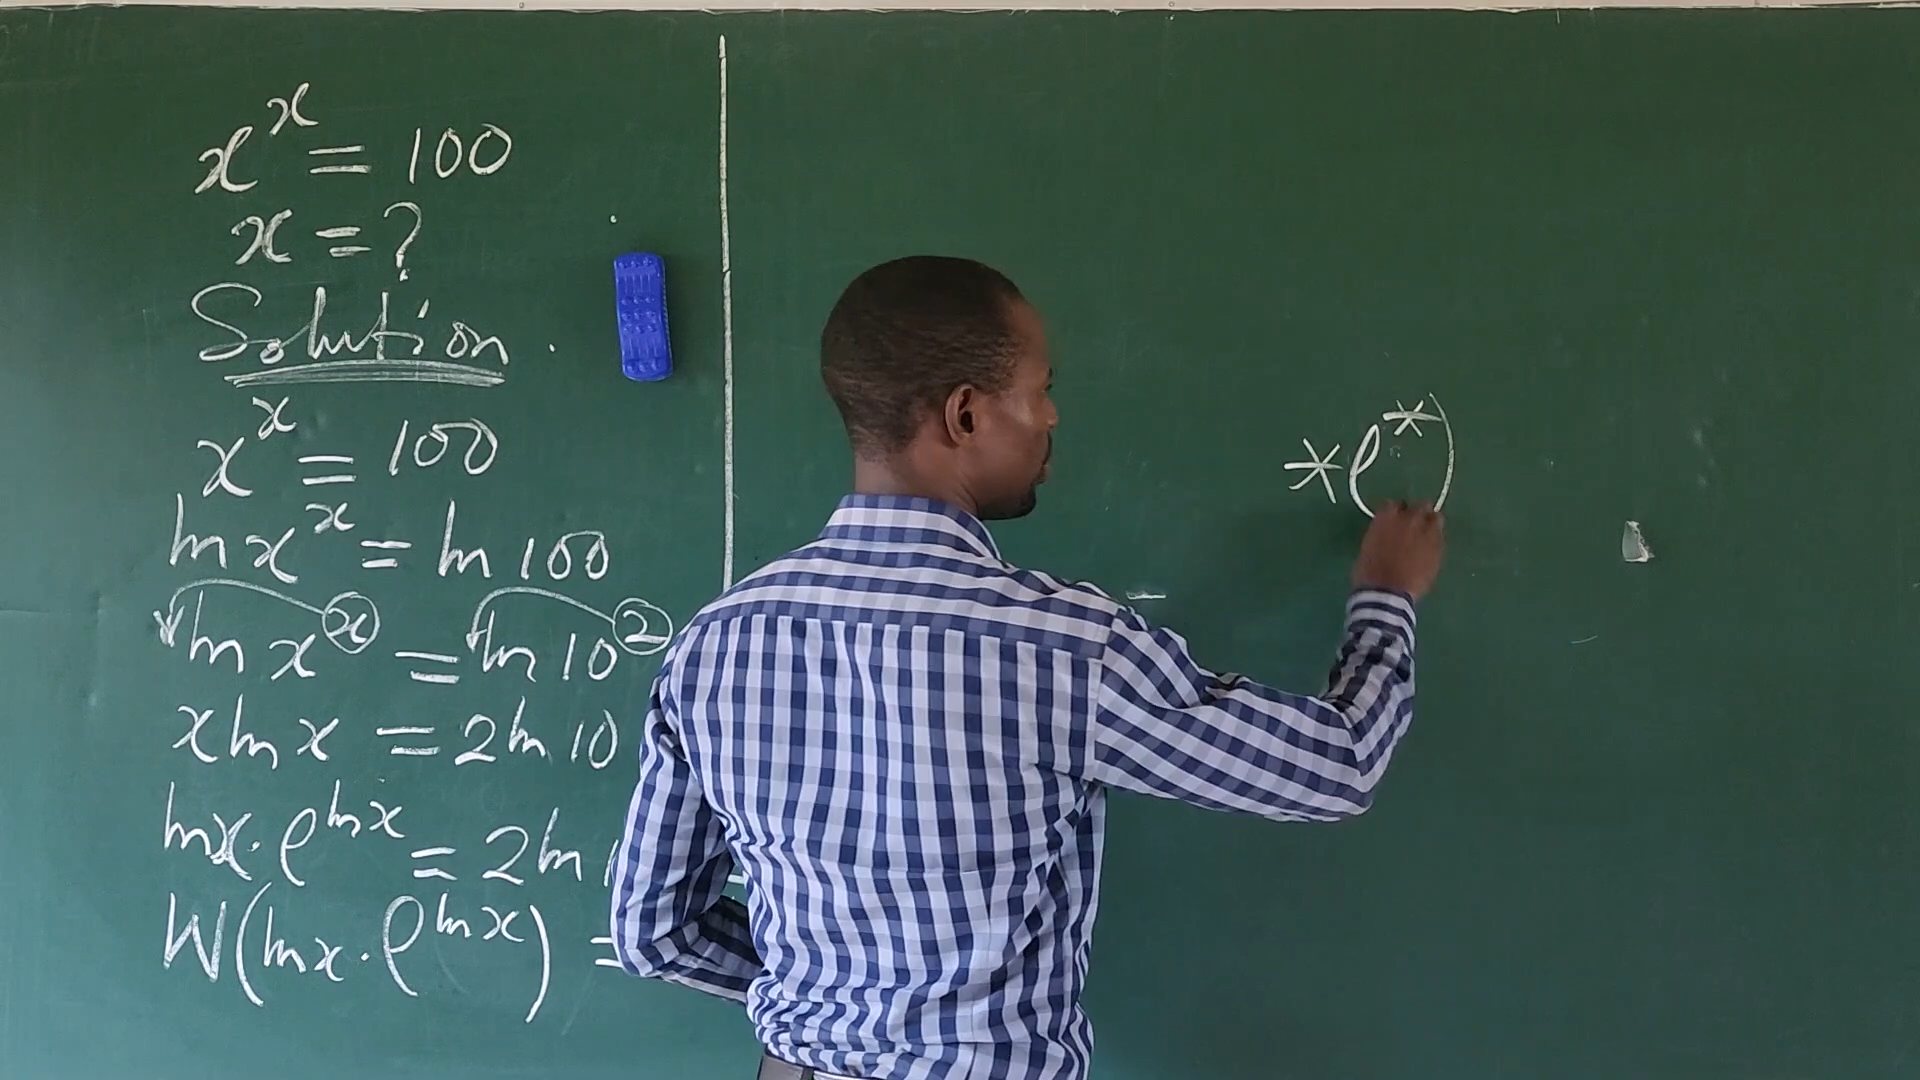 x^x = 100
x = ?
Solution
x^x = 100
ln x^x = ln 100
ln x^x = ln 10^2
x ln x = 2 ln 10
ln x · e^{ln x} = 2 ln 1
W(ln x · e^{ln x}) =
*e^*)